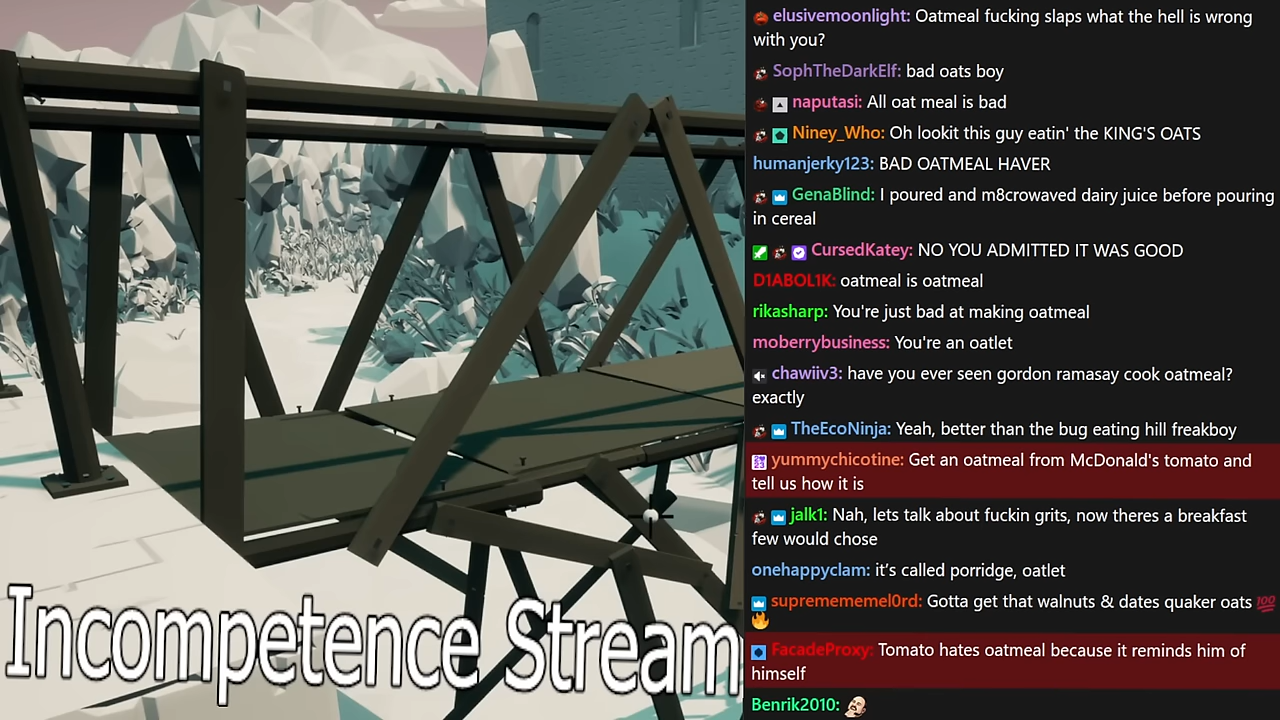 elusivemoonlight: Oatmeal fucking slaps what the hell is wrong
with you?
SophTheDarkElf: bad oats boy
naputasi: All oat meal is bad
Niney_Who: Oh lookit this guy eatin' the KING'S OATS
humanjerky123: BAD OATMEAL HAVER
GenaBlind: I poured and m8crowaved dairy juice before pouring
in cereal
CursedKatey: NO YOU ADMITTED IT WAS GOOD
D1ABOL1K: oatmeal is oatmeal
rikasharp: You're just bad at making oatmeal
moberrybusiness: You're an oatlet
chawiiv3: have you ever seen gordon ramasay cook oatmeal?
exactly
TheEcoNinja: Yeah, better than the bug eating hill freakboy
yummychicotine: Get an oatmeal from McDonald's tomato and
tell us how it is
jalk1: Nah, lets talk about fuckin grits, now theres a breakfast
few would chose
onehappyclam: it's called porridge, oatlet
suprememememel0rd: Gotta get that walnuts & dates quaker oats 💯
🔥
FacadeProxy: Tomato hates oatmeal because it reminds him of
himself
Benrik2010:
Incompetence Stream